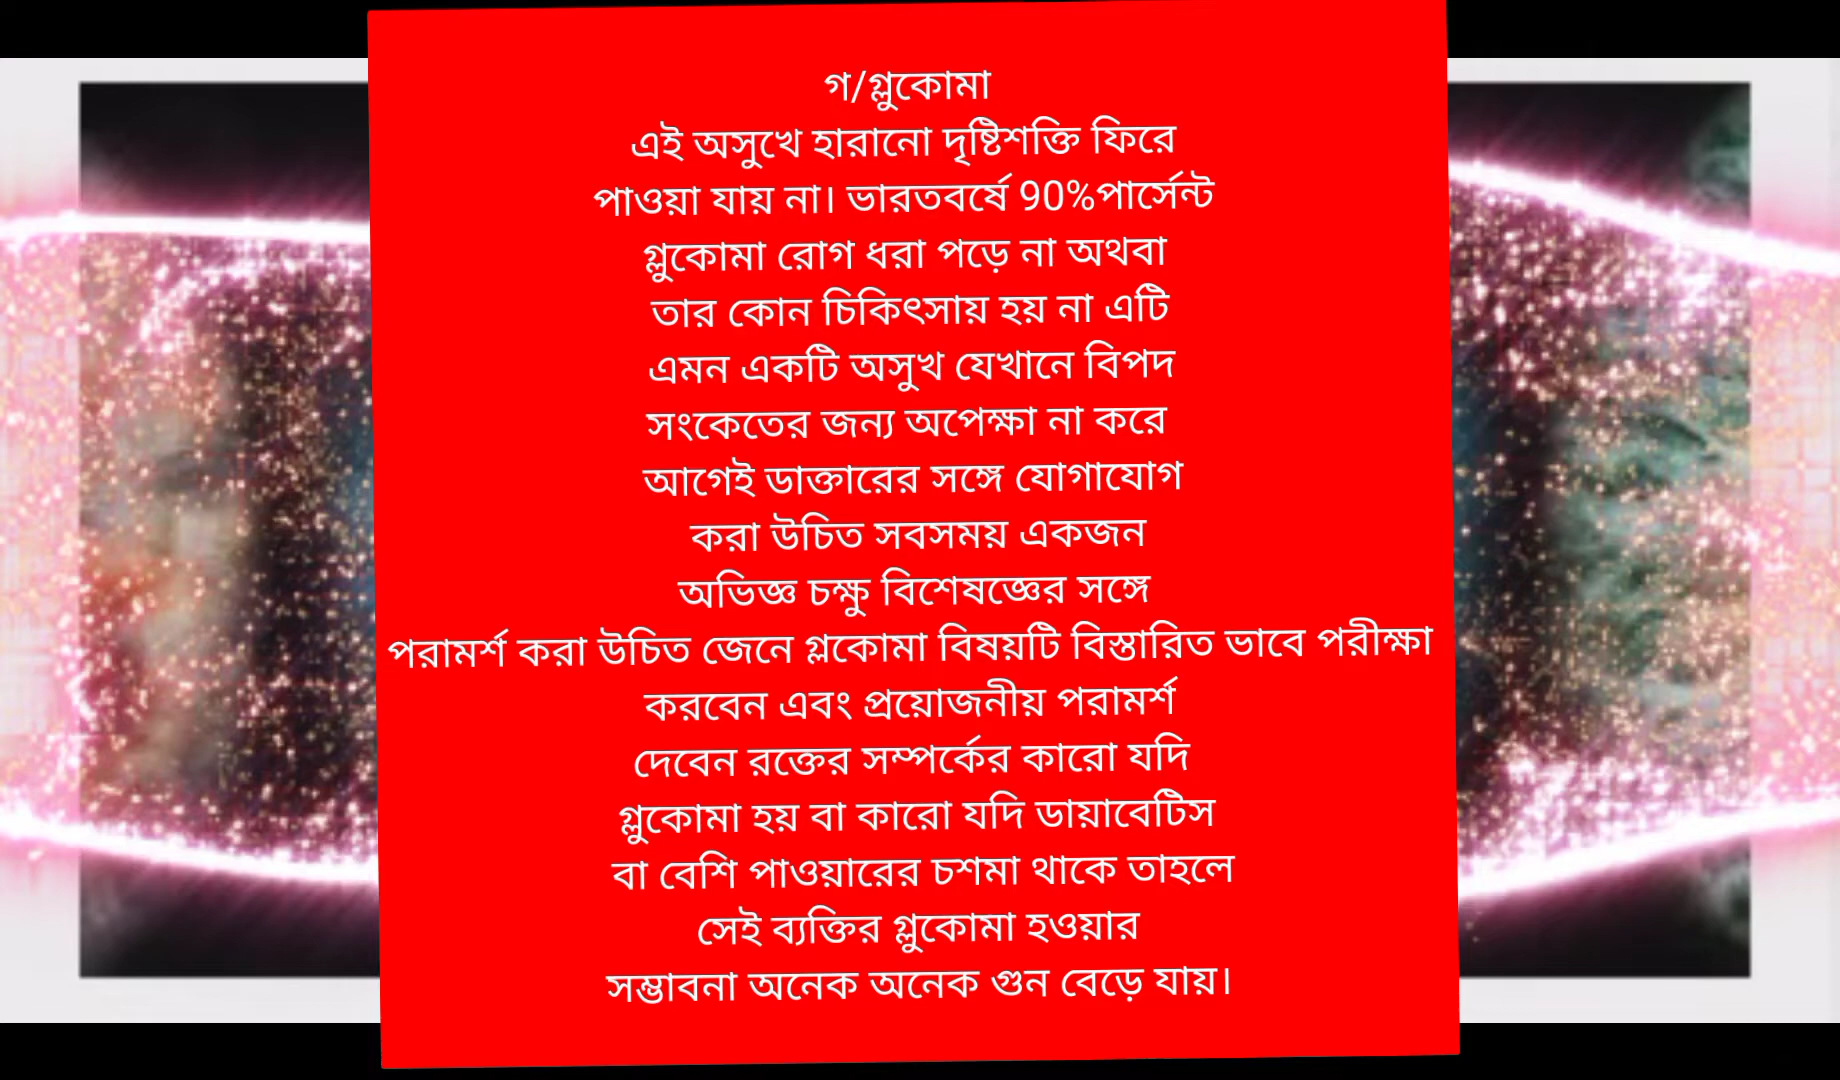 গ/গ্লুকোমা
এই অসুখে হারানো দৃষ্টিশক্তি ফিরে
পাওয়া যায় না। ভারতবর্ষে 90%পার্সেন্ট
গ্লুকোমা রোগ ধরা পড়ে না অথবা
তার কোন চিকিৎসায় হয় না এটি
এমন একটি অসুখ যেখানে বিপদ
সংকেতের জন্য অপেক্ষা না করে
আগেই ডাক্তারের সঙ্গে যোগাযোগ
করা উচিত সবসময় একজন
অভিজ্ঞ চক্ষু বিশেষজ্ঞের সঙ্গে
পরামর্শ করা উচিত জেনে গ্লকোমা বিষয়টি বিস্তারিত ভাবে পরীক্ষা
করবেন এবং প্রয়োজনীয় পরামর্শ
দেবেন রক্তের সম্পর্কের কারো যদি
গ্লুকোমা হয় বা কারো যদি ডায়াবেটিস
বা বেশি পাওয়ারের চশমা থাকে তাহলে
সেই ব্যক্তির গ্লুকোমা হওয়ার
সম্ভাবনা অনেক অনেক গুন বেড়ে যায়।